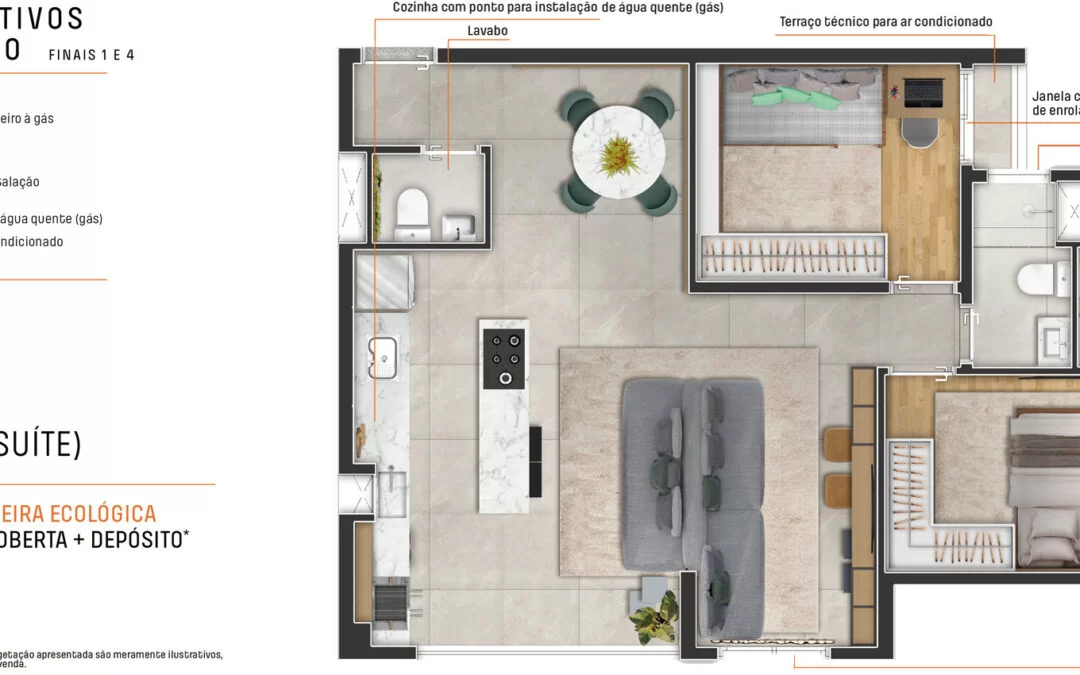 TIVOS
O FINAIS 1 E 4
eiro à gás
talação
água quente (gás)
ndicionado
SUÍTE)
EIRA ECOLÓGICA
OBERTA + DEPÓSITO*
getação apresentada são meramente ilustrativos,
venda.
Cozinha com ponto para instalação de água quente (gás)
Lavabo
Terraço técnico para ar condicionado
Janela c
de enrola